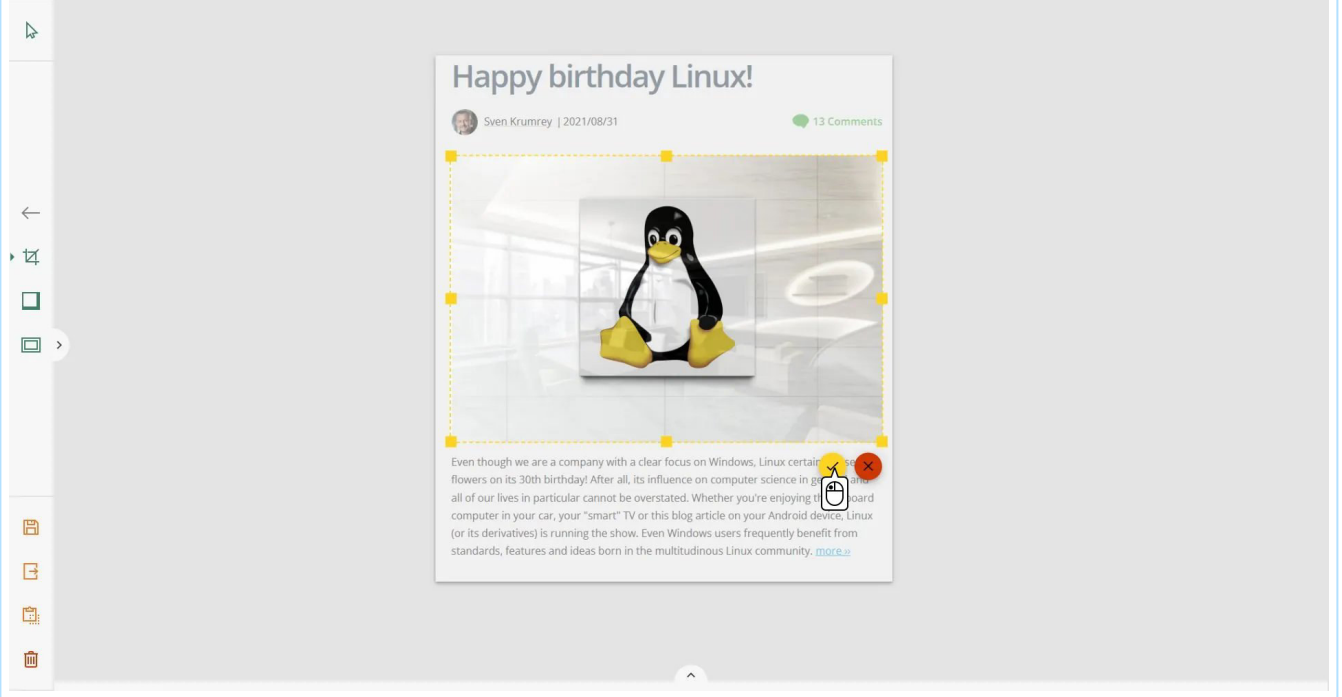 Happy birthday Linux!
Sven Krumrey | 2021/08/31
13 Comments
Even though we are a company with a clear focus on Windows, Linux
flowers on its 30th birthday! After all, its influence on computer science in
all of our lives in particular cannot be overstated. Whether you're enjoying
computer in your car, your "smart" TV or this blog article on your Android device, Linux
(or its derivatives) is running the show. Even Windows users frequently benefit from
standards, features and ideas born in the multitudinous Linux community. more »